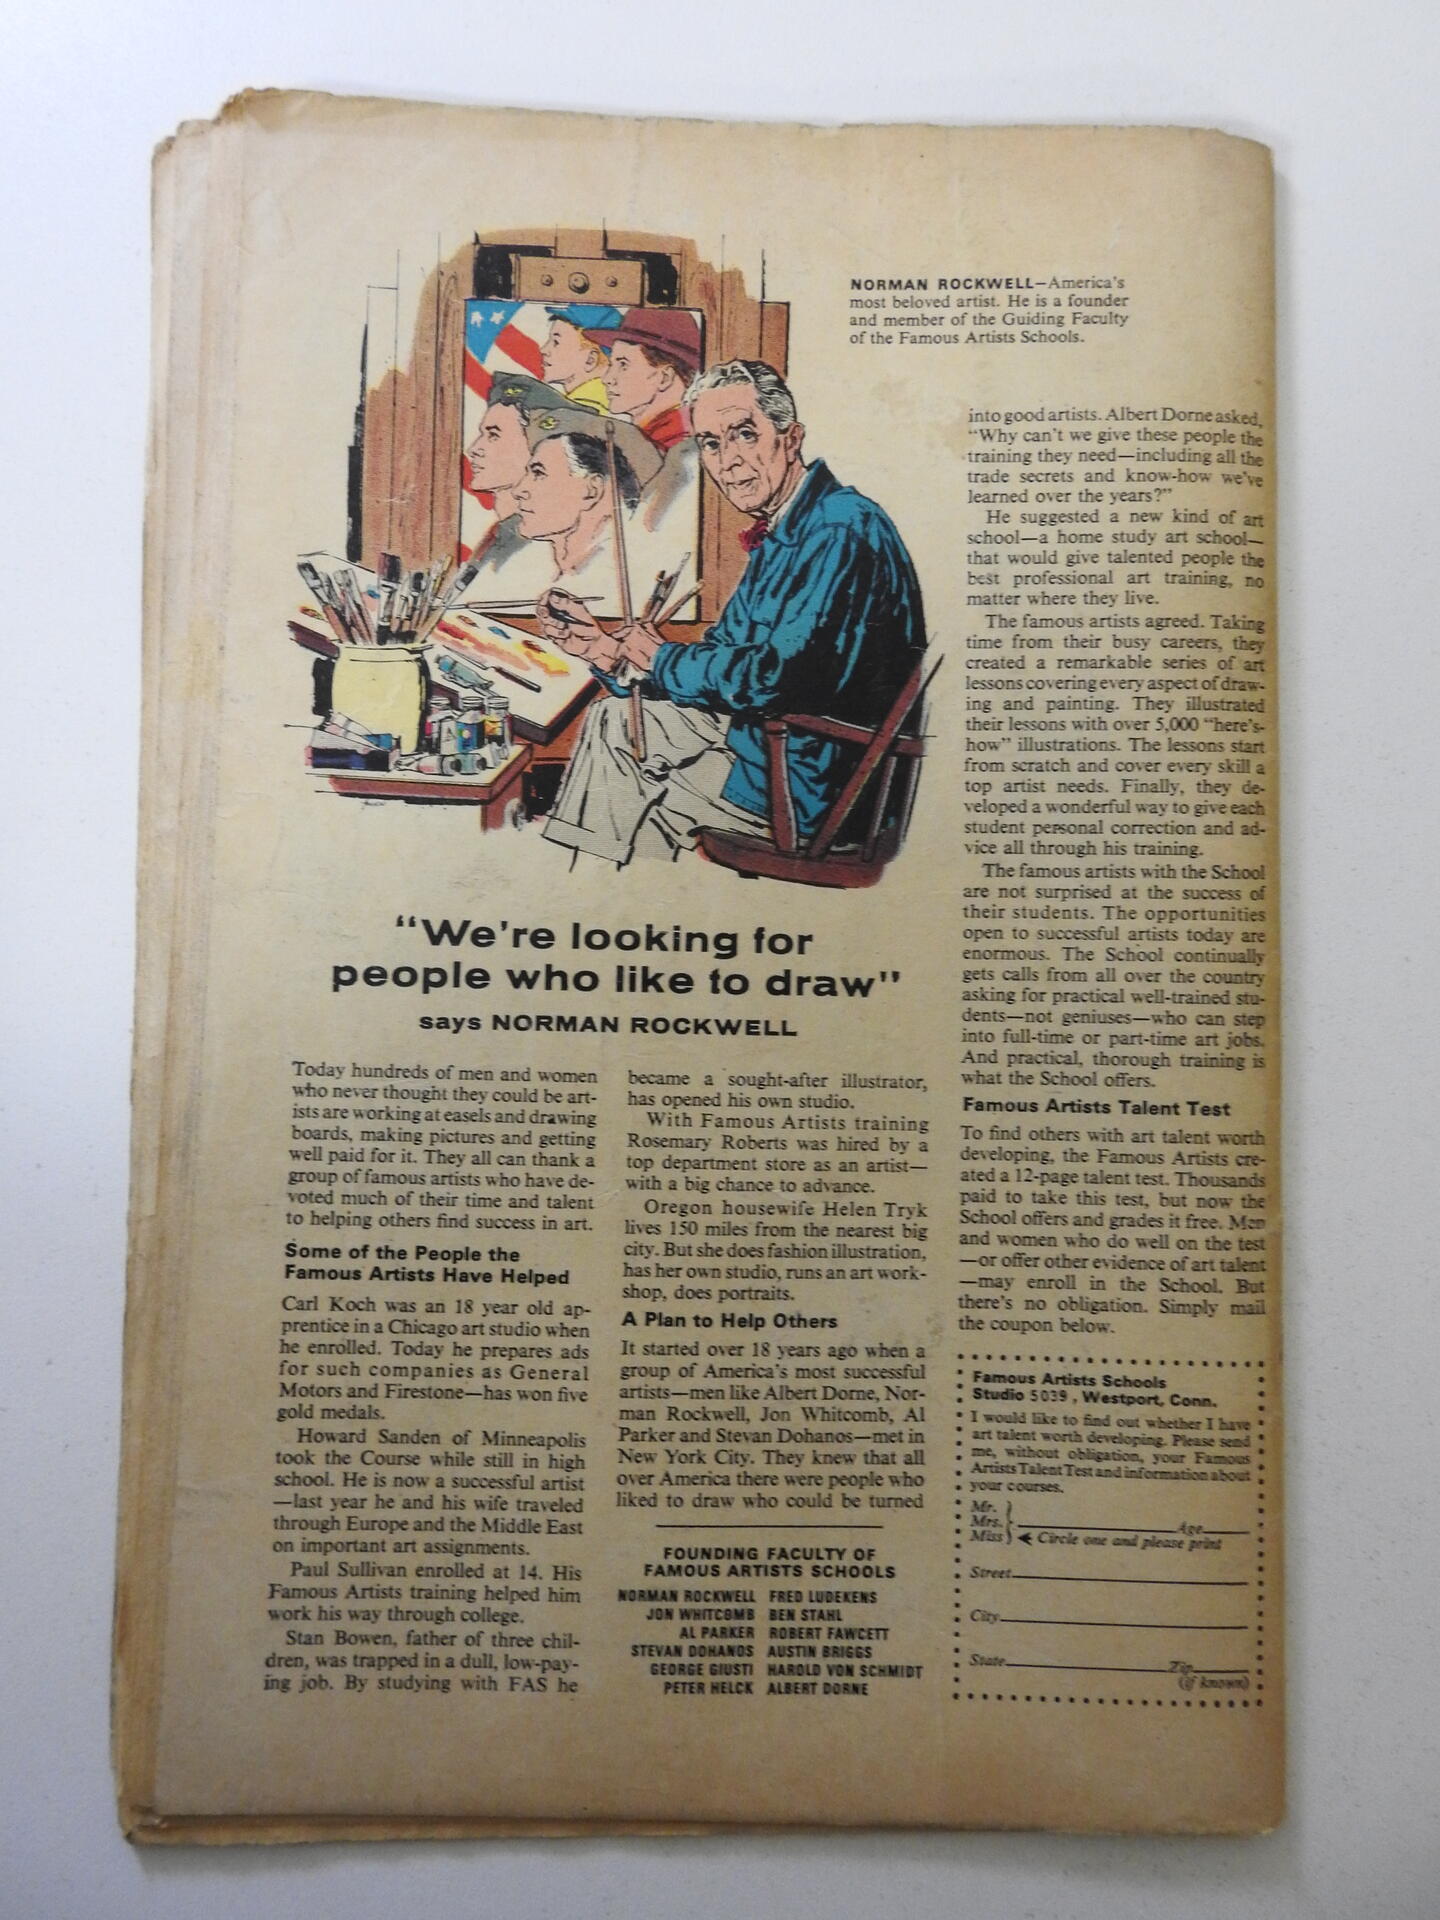 NORMAN ROCKWELL—America's
most beloved artist. He is a founder
and member of the Guiding Faculty
of the Famous Artists Schools.
"We're looking for
people who like to draw"
says NORMAN ROCKWELL
Today hundreds of men and women
who never thought they could be art-
ists are working at easels and drawing
boards, making pictures and getting
well paid for it. They all can thank a
group of famous artists who have de-
voted much of their time and talent
to helping others find success in art.
Some of the People the
Famous Artists Have Helped
Carl Koch was an 18 year old ap-
prentice in a Chicago art studio when
he enrolled. Today he prepares ads
for such companies as General
Motors and Firestone—has won five
gold medals.
Howard Sanden of Minneapolis
took the Course while still in high
school. He is now a successful artist
—last year he and his wife traveled
through Europe and the Middle East
on important art assignments.
Paul Sullivan enrolled at 14. His
Famous Artists training helped him
work his way through college.
Stan Bowen, father of three chil-
dren, was trapped in a dull, low-pay-
ing job. By studying with FAS he
became a sought-after illustrator,
has opened his own studio.
With Famous Artists training
Rosemary Roberts was hired by a
top department store as an artist—
with a big chance to advance.
Oregon housewife Helen Tryk
lives 150 miles from the nearest big
city. But she does fashion illustration,
has her own studio, runs an art work-
shop, does portraits.
A Plan to Help Others
It started over 18 years ago when a
group of America's most successful
artists—men like Albert Dorne, Nor-
man Rockwell, Jon Whitcomb, Al
Parker and Stevan Dohanos—met in
New York City. They knew that all
over America there were people who
liked to draw who could be turned
FOUNDING FACULTY OF
FAMOUS ARTISTS SCHOOLS
NORMAN ROCKWELL FRED LUDEKENS
JON WHITCOMB BEN STAHL
AL PARKER ROBERT FAWCETT
STEVAN DOHANOS AUSTIN BRIGGS
GEORGE GIUSTI HAROLD VON SCHMIDT
PETER HELCK ALBERT DORNE
into good artists. Albert Dorne asked,
"Why can't we give these people the
training they need—including all the
trade secrets and know-how we've
learned over the years?"
He suggested a new kind of art
school—a home study art school—
that would give talented people the
best professional art training, no
matter where they live.
The famous artists agreed. Taking
time from their busy careers, they
created a remarkable series of art
lessons covering every aspect of draw-
ing and painting. They illustrated
their lessons with over 5,000 "here's-
how" illustrations. The lessons start
from scratch and cover every skill a
top artist needs. Finally, they de-
veloped a wonderful way to give each
student personal correction and ad-
vice all through his training.
The famous artists with the School
are not surprised at the success of
their students. The opportunities
open to successful artists today are
enormous. The School continually
gets calls from all over the country
asking for practical well-trained stu-
dents—not geniuses—who can step
into full-time or part-time art jobs.
And practical, thorough training is
what the School offers.
Famous Artists Talent Test
To find others with art talent worth
developing, the Famous Artists cre-
ated a 12-page talent test. Thousands
paid to take this test, but now the
School offers and grades it free. Men
and women who do well on the test
—or offer other evidence of art talent
—may enroll in the School. But
there's no obligation. Simply mail
the coupon below.
Famous Artists Schools
Studio 5039, Westport, Conn.
I would like to find out whether I have
art talent worth developing. Please send
me, without obligation, your Famous
Artists Talent Test and information about
your courses.
Mr.
Mrs. Age
Miss Circle one and please print
Street
City
State Zip
(if known)